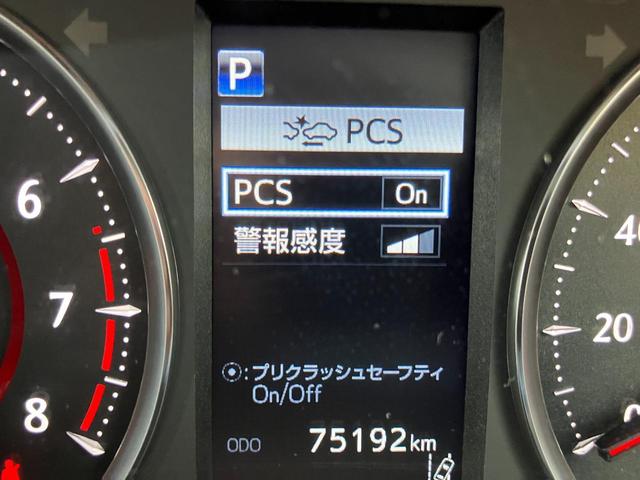 P
PCS
PCS On
警報感度
:プリクラッシュセーフティ
On/Off
ODO 75192km
6
7
8
40
20
0